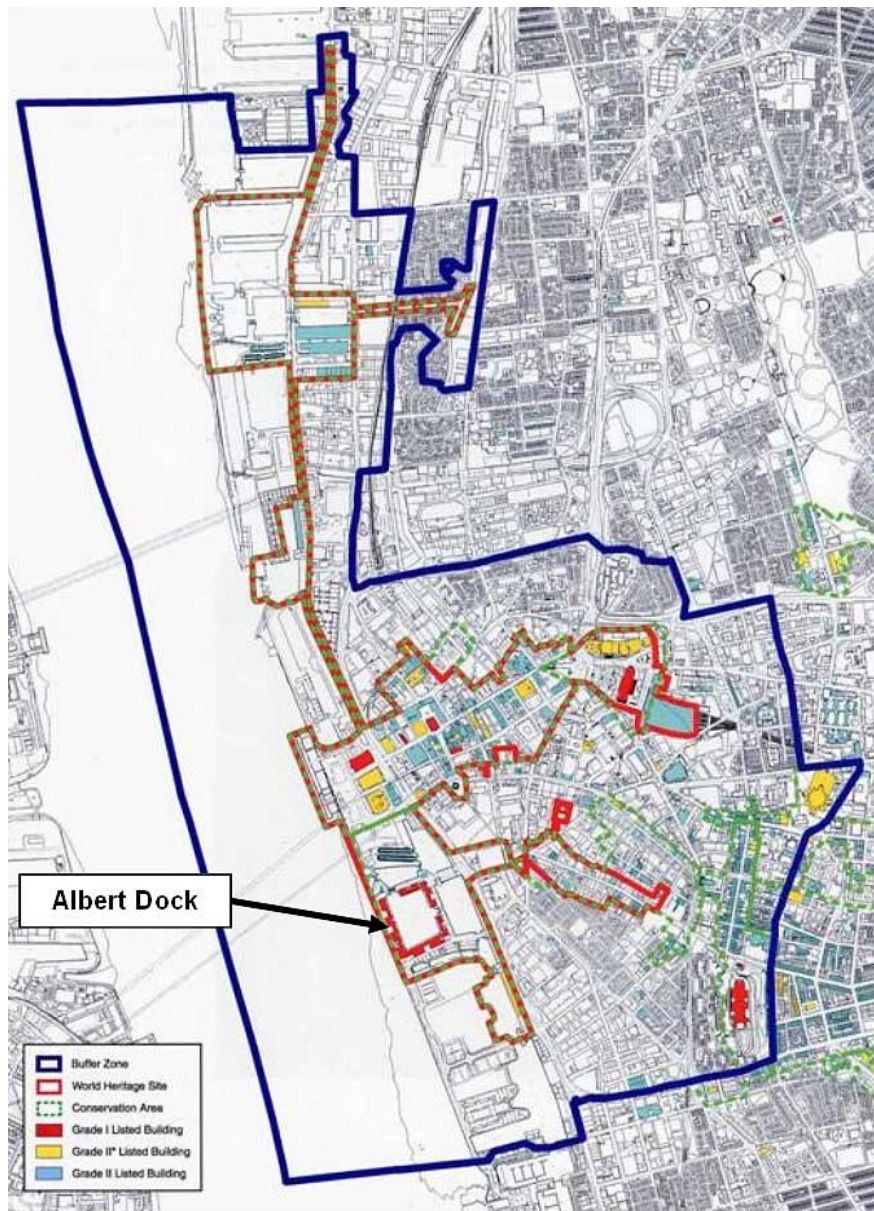 Albert Dock
Buffer Zone
World Heritage Site
Conservation Area
Grade I Listed Building
Grade II* Listed Building
Grade II Listed Building